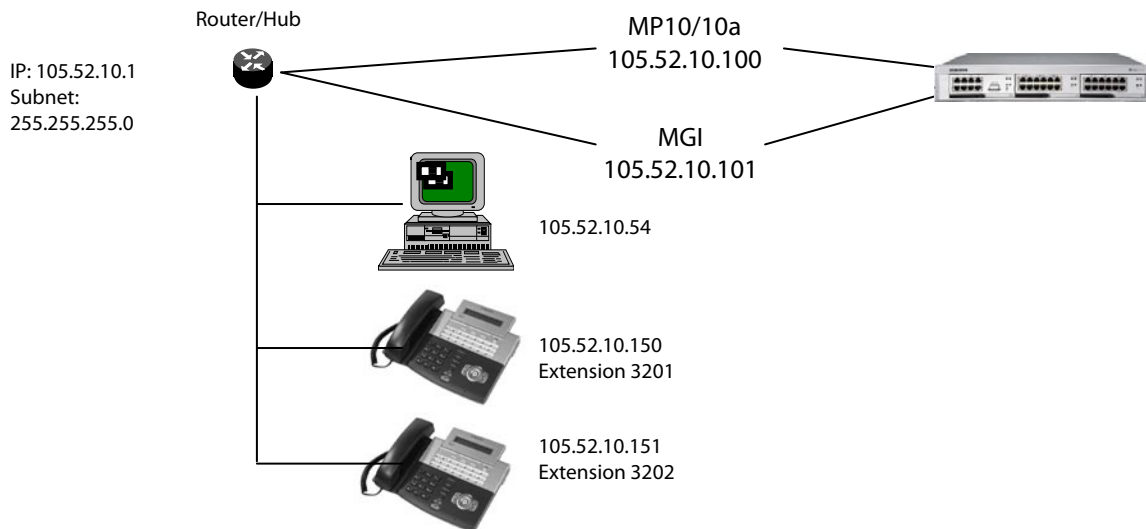 Router/Hub
IP: 105.52.10.1
Subnet:
255.255.255.0
MP10/10a
105.52.10.100
MGI
105.52.10.101
105.52.10.54
105.52.10.150
Extension 3201
105.52.10.151
Extension 3202